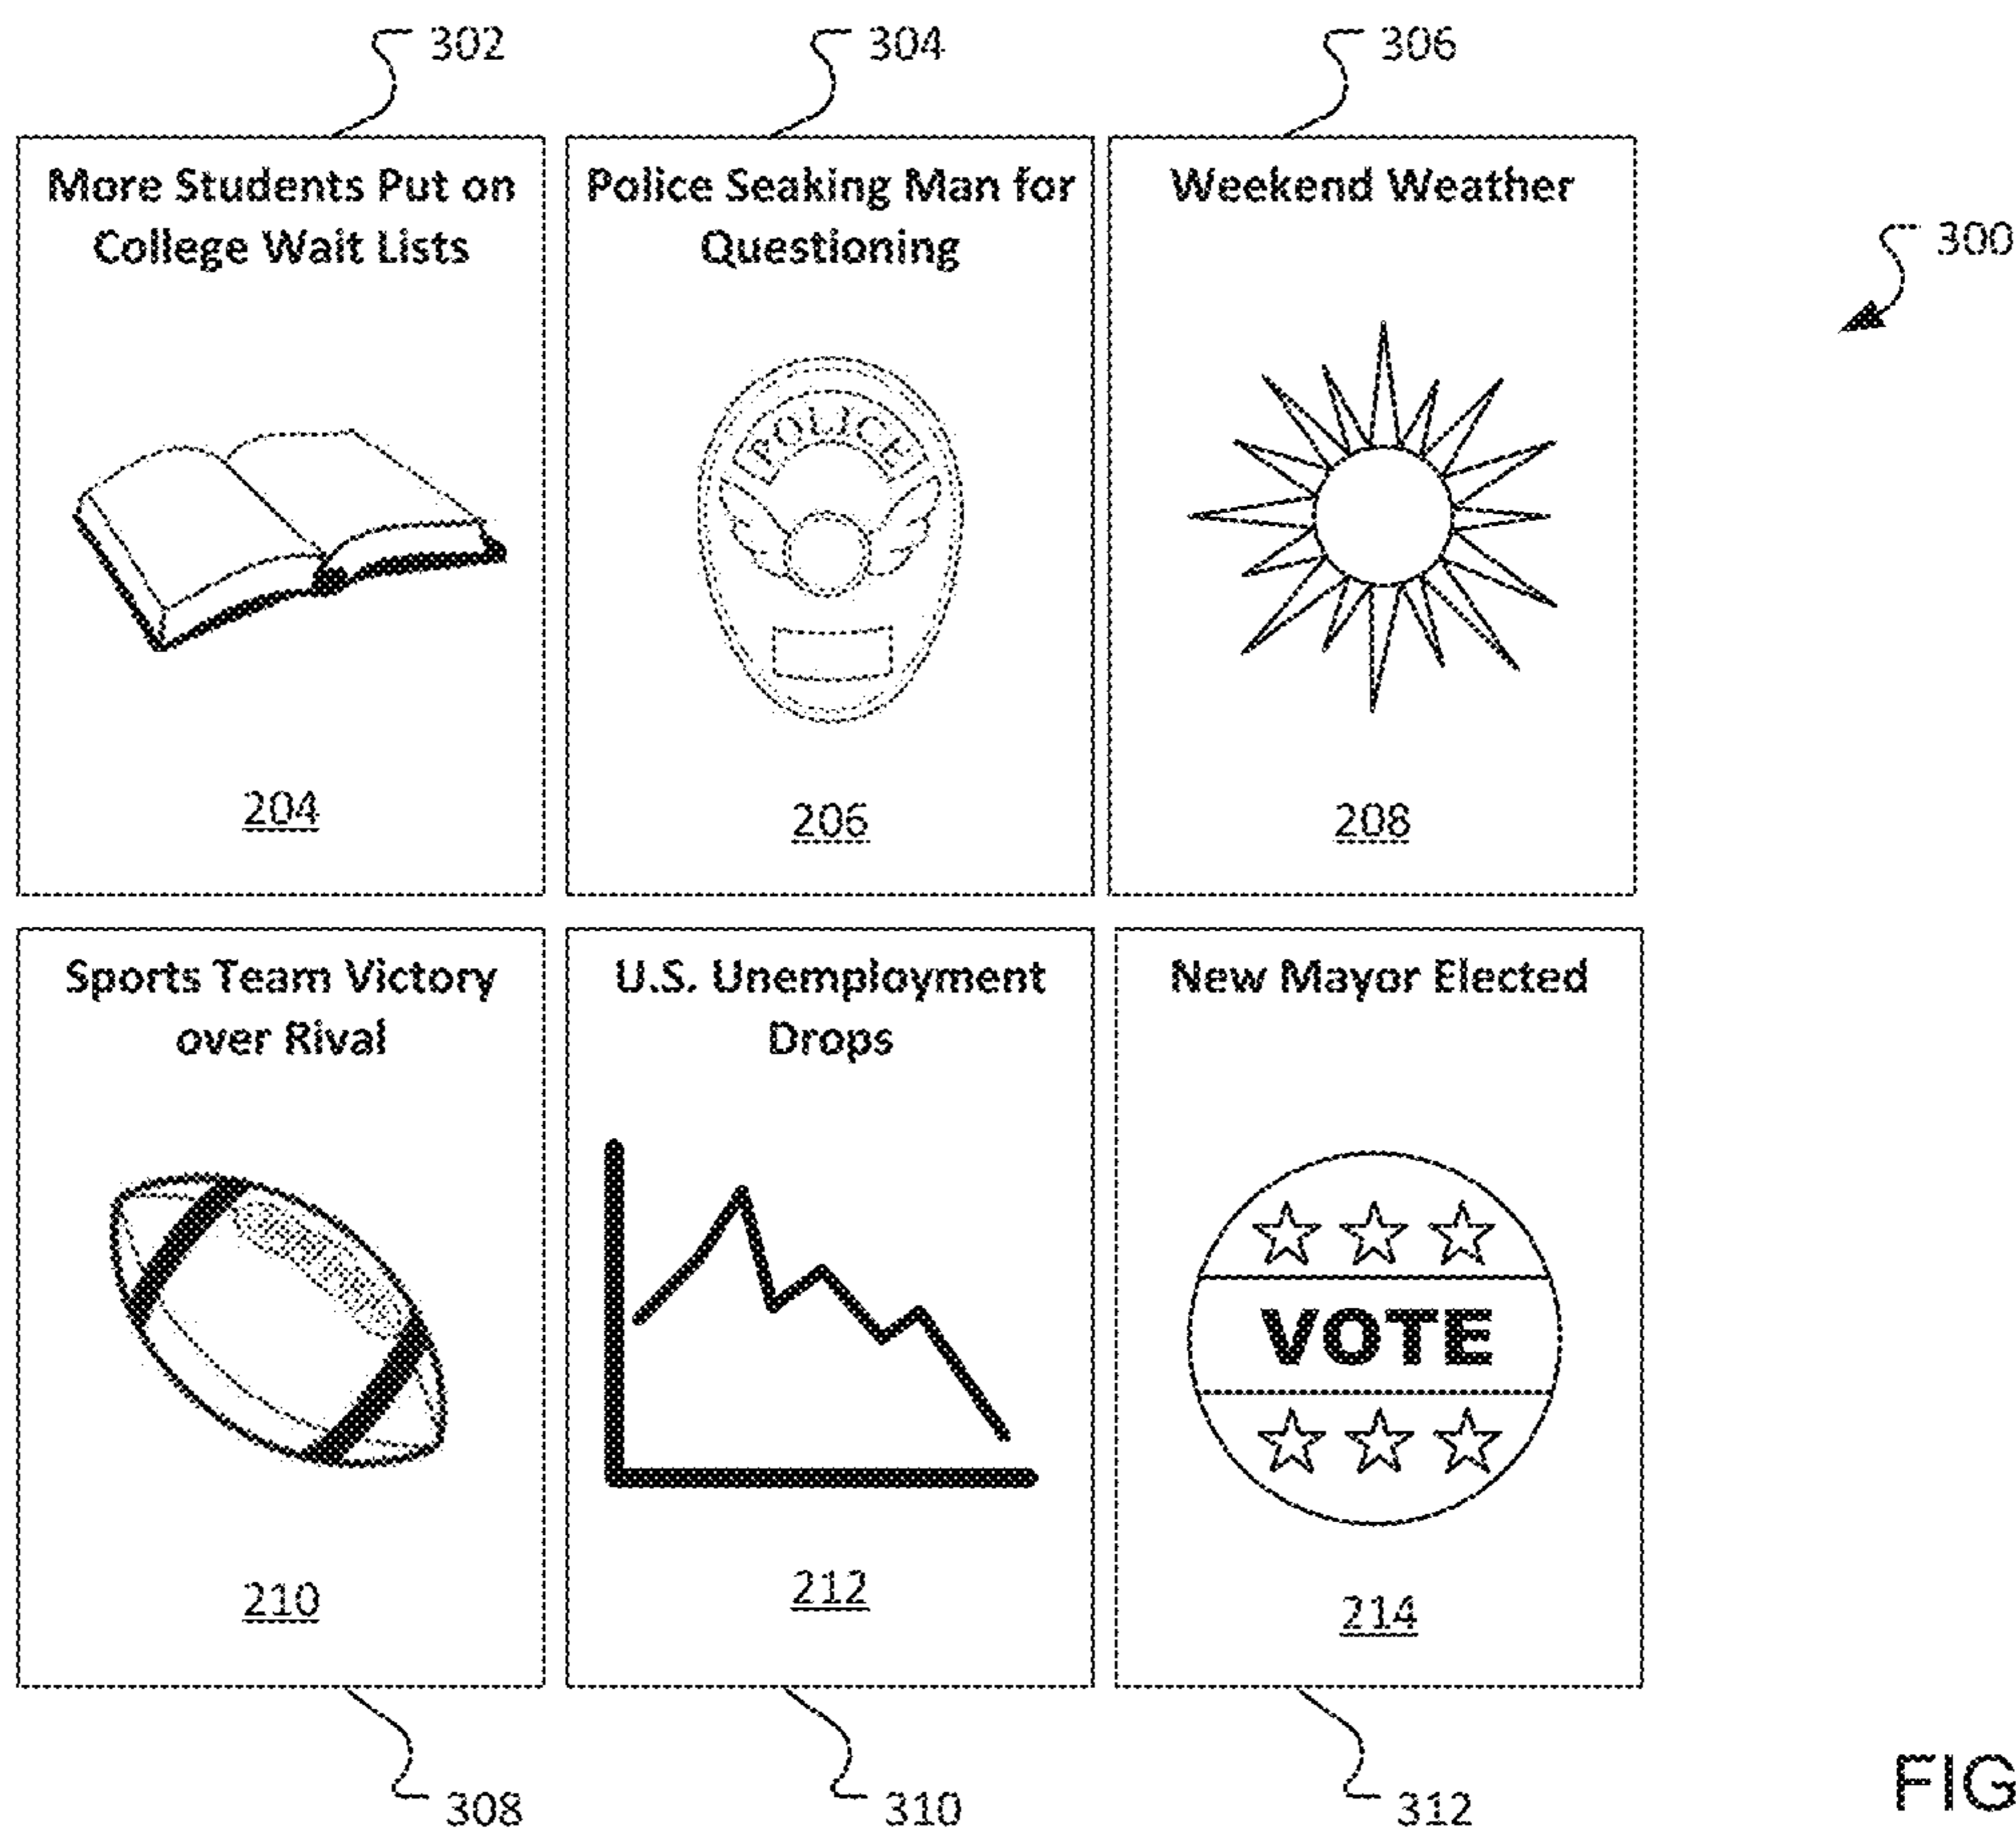 302
304
306
More Students Put on
College Wait Lists
Police Seaking Man for
Questioning
Weekend Weather
300
POLICE
204
206
208
Sports Team Victory
over Rival
U.S. Unemployment
Drops
New Mayor Elected
VOTE
210
212
214
308
310
312
FIG